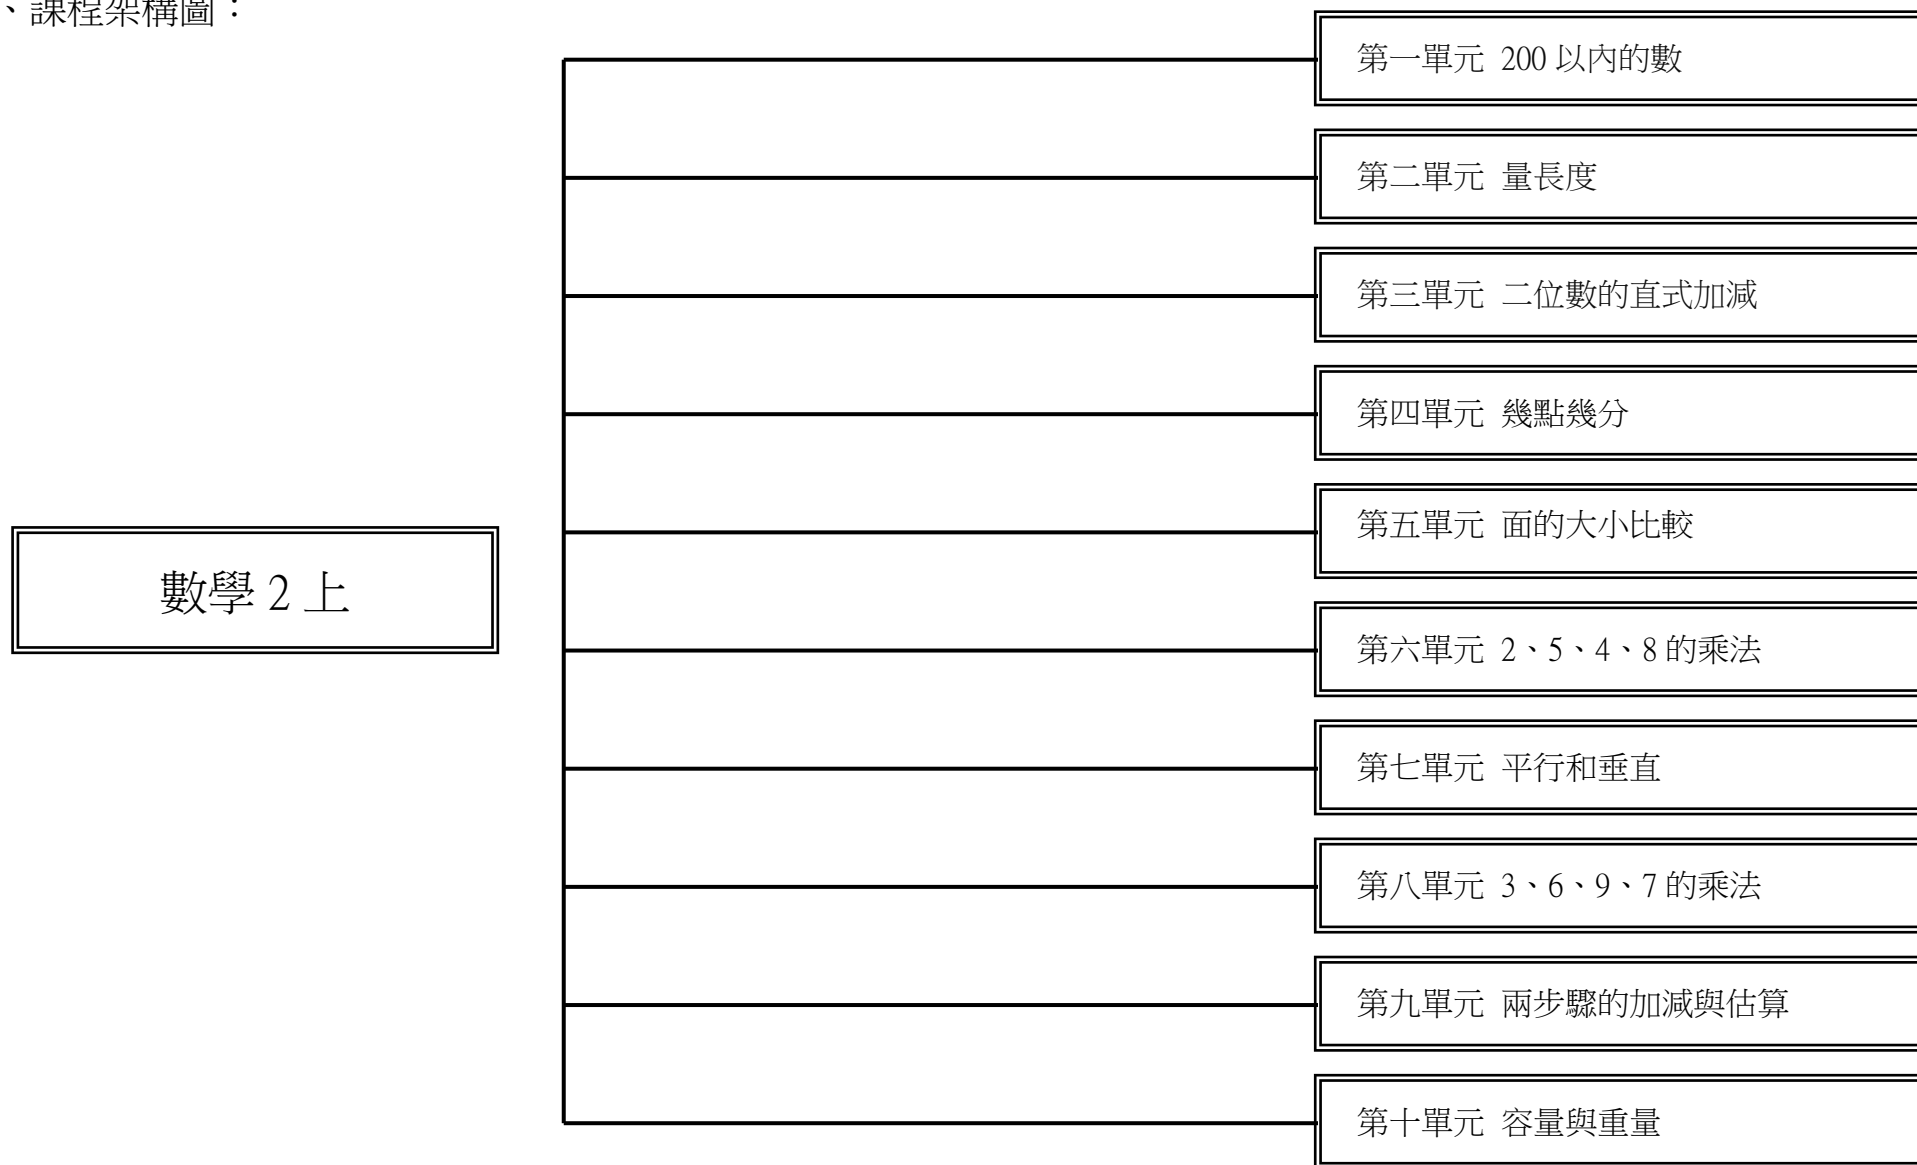 、課程架構圖：
第一單元 200 以內的數
第二單元 量長度
第三單元 二位數的直式加減
第四單元 幾點幾分
第五單元 面的大小比較
數學 2 上
第六單元 2、5、4、8 的乘法
第七單元 平行和垂直
第八單元 3、6、9、7 的乘法
第九單元 兩步驟的加減與估算
第十單元 容量與重量